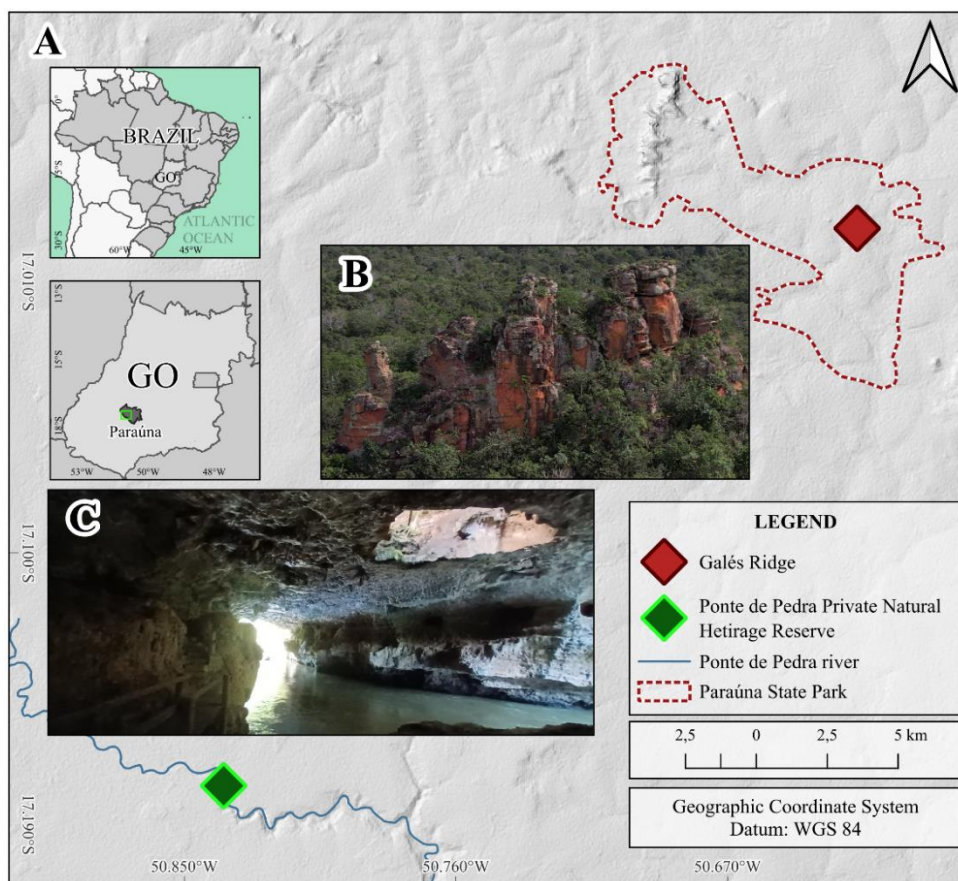 A
BRAZIL
GO
ATLANTIC
OCEAN
0°
15°S
30°S
60°W
45°W
13°S
15°S
18°S
GO
Paraúna
53°W
50°W
48°W
B
C
17.010°S
17.100°S
17.190°S
50.850°W
50.760°W
50.670°W
LEGEND
Galés Ridge
Ponte de Pedra Private Natural
Hetirage Reserve
Ponte de Pedra river
Paraúna State Park
2,5 0 2,5 5 km
Geographic Coordinate System
Datum: WGS 84